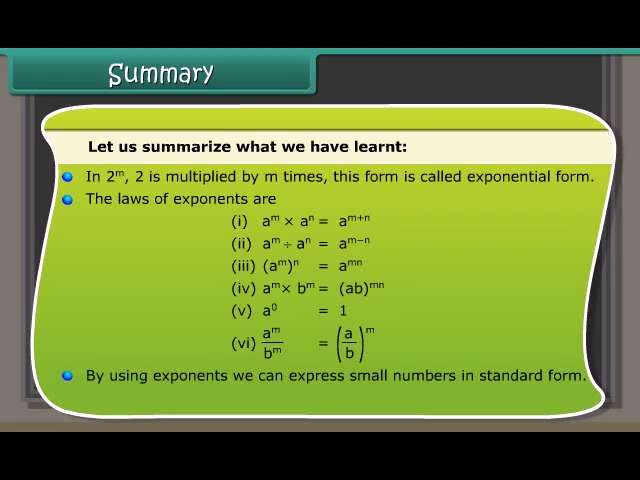 Summary
Let us summarize what we have learnt:
In 2ᵐ, 2 is multiplied by m times, this form is called exponential form.
The laws of exponents are
(i) aᵐ × aⁿ = aᵐ⁺ⁿ
(ii) aᵐ ÷ aⁿ = aᵐ⁻ⁿ
(iii) (aᵐ)ⁿ = aᵐⁿ
(iv) aᵐ× bᵐ = (ab)ᵐⁿ
(v) a⁰ = 1
(vi) aᵐ/bᵐ = (a/b)ᵐ
By using exponents we can express small numbers in standard form.